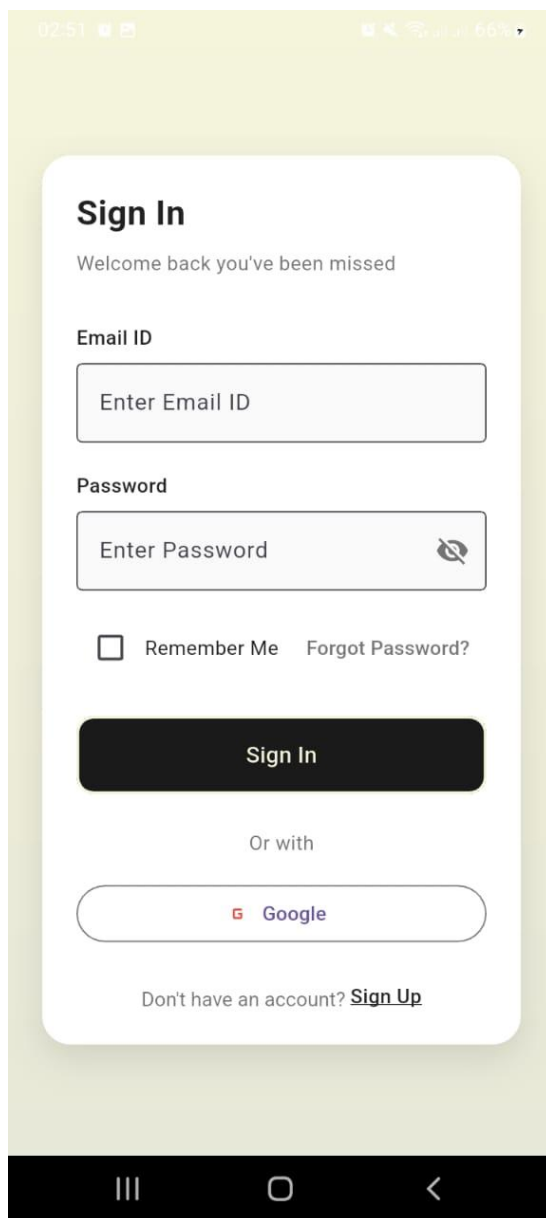 02:51 66%
Sign In
Welcome back you've been missed
Email ID
Enter Email ID
Password
Enter Password
Remember Me Forgot Password?
Sign In
Or with
G Google
Don't have an account? Sign Up